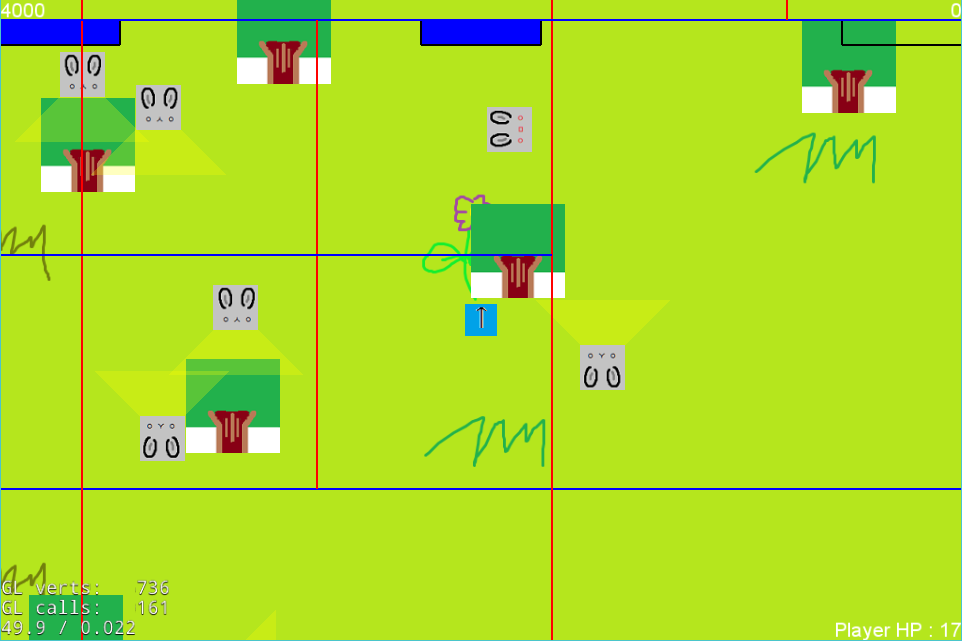 4000 0
GL verts: 736
GL calls: 161
49.9 / 0.022
Player HP : 17